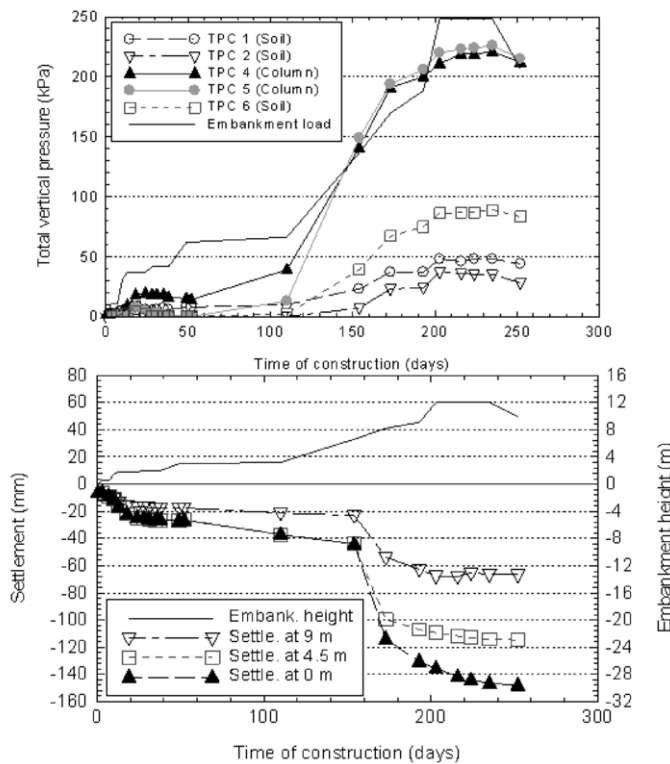 250
200
150
100
50
0
Total vertical pressure (kPa)
TPC 1 (Soil)
TPC 2 (Soil)
TPC 4 (Column)
TPC 5 (Column)
TPC 6 (Soil)
Embankment load
0 50 100 150 200 250 300
Time of construction (days)
80
60
40
20
0
-20
-40
-60
-80
-100
-120
-140
-160
Settlement (mm)
16
12
8
4
0
-4
-8
-12
-16
-20
-24
-28
-32
Embankment height (m)
Embank. height
Settle. at 9 m
Settle. at 4.5 m
Settle. at 0 m
0 100 200 300
Time of construction (days)